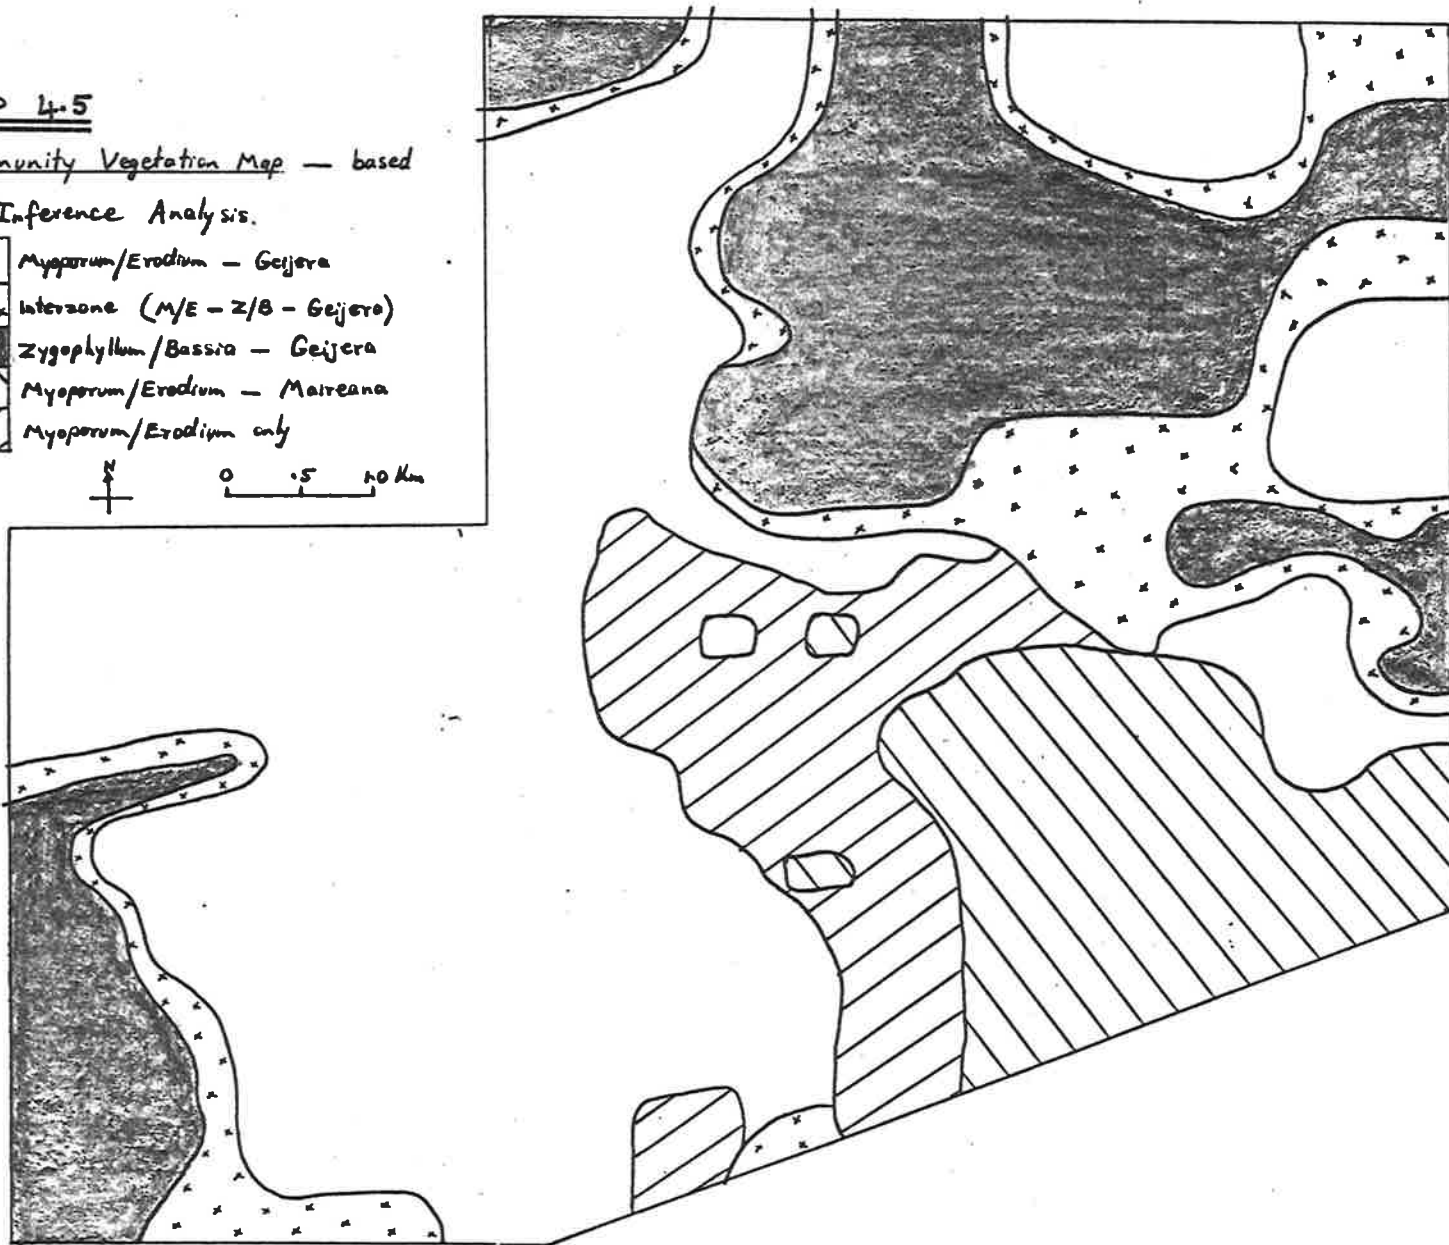 4.5
Vegetation Map — based
Inference Analysis.
Myoporum/Erodium — Geijera
Interzone (M/E – Z/B – Geijera)
Zygophyllum/Bassia — Geijera
Myoporum/Erodium — Maireana
Myoporum/Erodium only
N
0 .5 1.0 Km